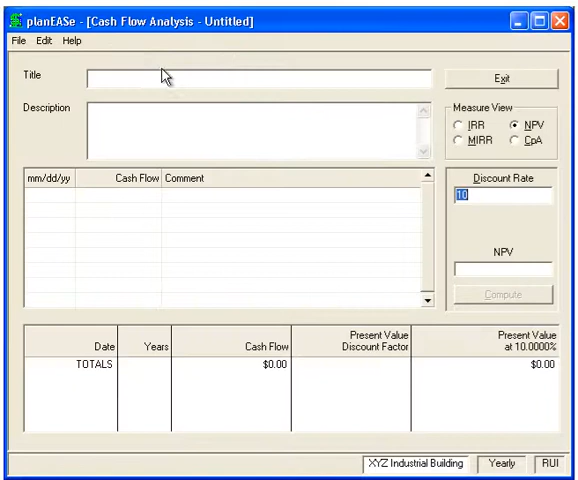 planEASe - [Cash Flow Analysis - Untitled]
File Edit Help
Title
Exit
Description
Measure View
IRR NPV
MIRR CpA
mm/dd/yy Cash Flow Comment
Discount Rate
10
NPV
Compute
Date Years Cash Flow Present Value Discount Factor Present Value at 10.0000%
TOTALS $0.00 $0.00
XYZ Industrial Building Yearly RUI